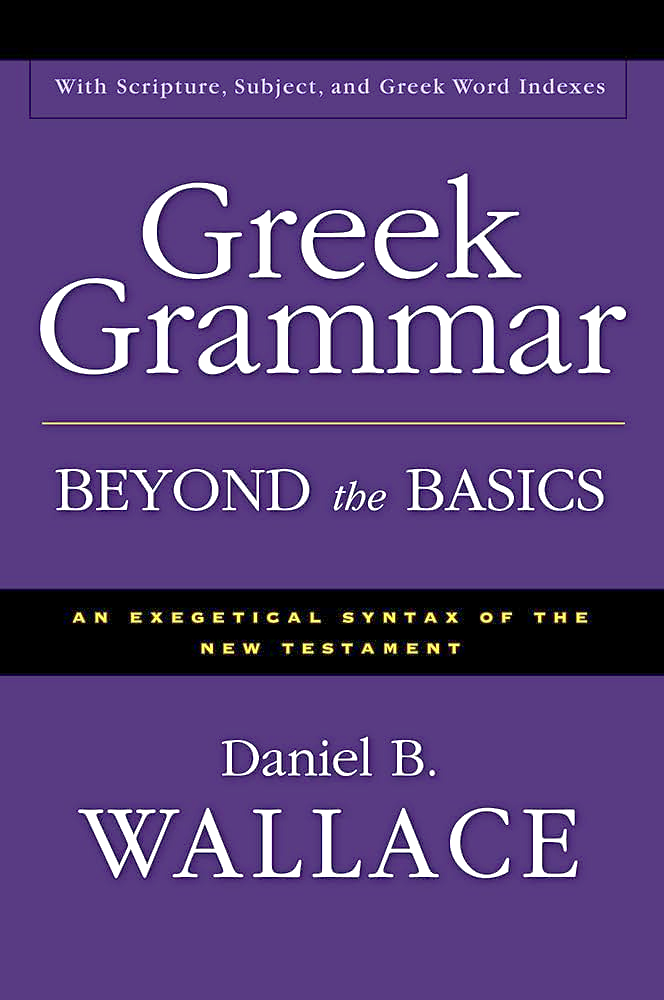 With Scripture, Subject, and Greek Word Indexes
Greek
Grammar
BEYOND the BASICS
AN EXEGETICAL SYNTAX OF THE
NEW TESTAMENT
Daniel B.
WALLACE